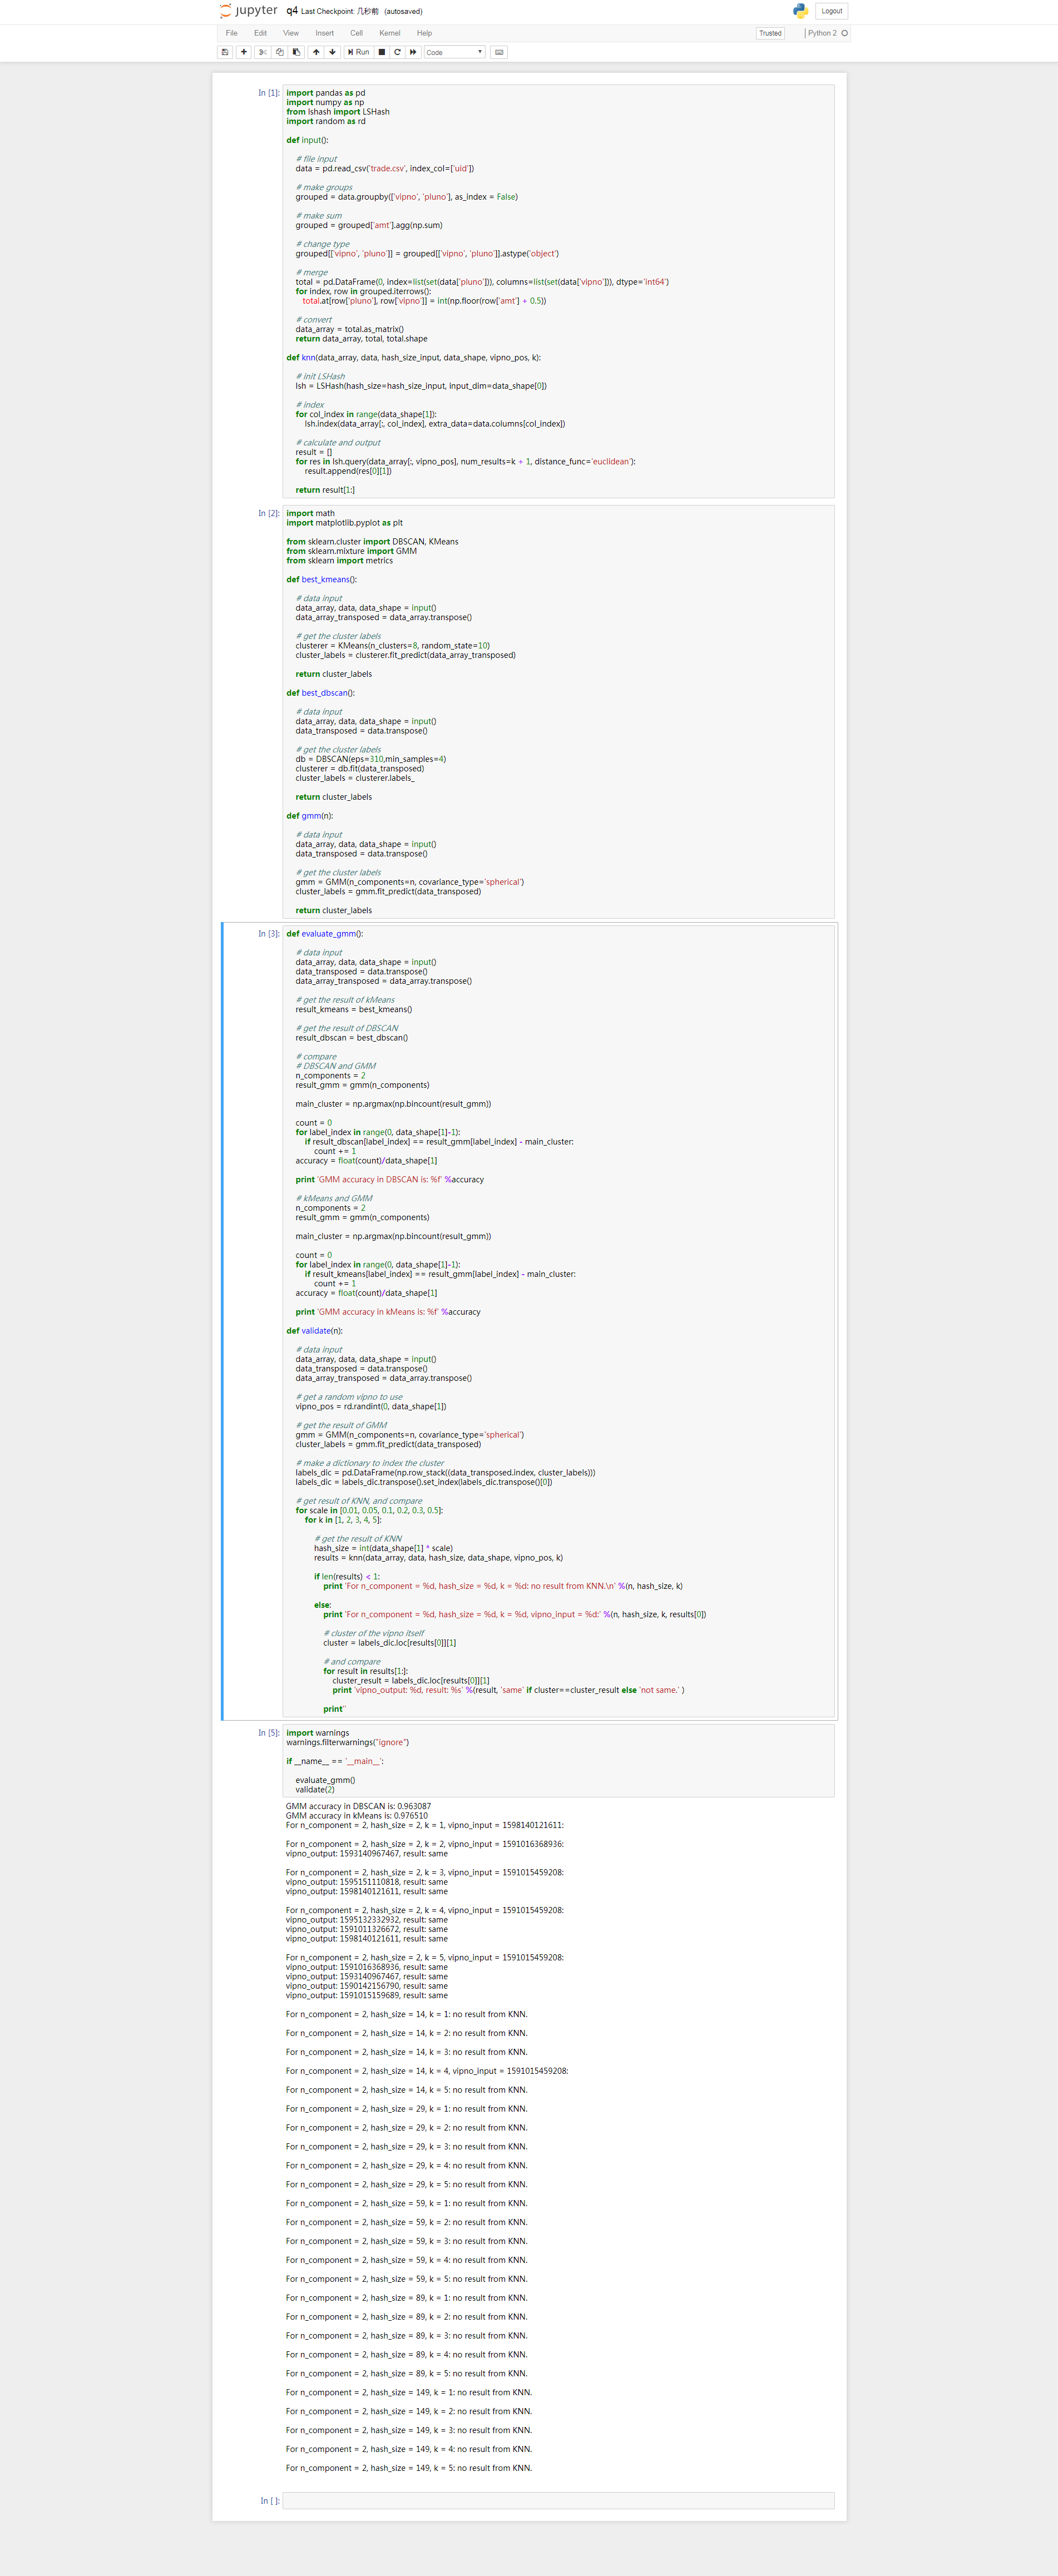 jupyter q4 Last Checkpoint: 几秒前 (autosaved)
Logout
File Edit View Insert Cell Kernel Help
Trusted
Python 2
Run
Code
In [1]:
import pandas as pd
import numpy as np
from lshash import LSHash
import random as rd
def input():
# file input
data = pd.read_csv('trade.csv', index_col=['uid'])
# make groups
grouped = data.groupby(['vipno', 'pluno'], as_index = False)
# make sum
grouped = grouped['amt'].agg(np.sum)
# change type
grouped[['vipno', 'pluno']] = grouped[['vipno', 'pluno']].astype('object')
# merge
total = pd.DataFrame(0, index=list(set(data['pluno'])), columns=list(set(data['vipno'])), dtype='int64')
for index, row in grouped.iterrows():
total.at[row['pluno'], row['vipno']] = int(np.floor(row['amt'] + 0.5))
# convert
data_array = total.as_matrix()
return data_array, total, total.shape
def knn(data_array, data, hash_size_input, data_shape, vipno_pos, k):
# init LSHash
lsh = LSHash(hash_size=hash_size_input, input_dim=data_shape[0])
# index
for col_index in range(data_shape[1]):
lsh.index(data_array[:, col_index], extra_data=data.columns[col_index])
# calculate and output
result = []
for res in lsh.query(data_array[:, vipno_pos], num_results=k + 1, distance_func='euclidean'):
result.append(res[0][1])
return result[1:]
In [2]:
import math
import matplotlib.pyplot as plt
from sklearn.cluster import DBSCAN, KMeans
from sklearn.mixture import GMM
from sklearn import metrics
def best_kmeans():
# data input
data_array, data, data_shape = input()
data_array_transposed = data_array.transpose()
# get the cluster labels
clusterer = KMeans(n_clusters=8, random_state=10)
cluster_labels = clusterer.fit_predict(data_array_transposed)
return cluster_labels
def best_dbscan():
# data input
data_array, data, data_shape = input()
data_transposed = data.transpose()
# get the cluster labels
db = DBSCAN(eps=310,min_samples=4)
clusterer = db.fit(data_transposed)
cluster_labels = clusterer.labels_
return cluster_labels
def gmm(n):
# data input
data_array, data, data_shape = input()
data_transposed = data.transpose()
# get the cluster labels
gmm = GMM(n_components=n, covariance_type='spherical')
cluster_labels = gmm.fit_predict(data_transposed)
return cluster_labels
In [3]:
def evaluate_gmm():
# data input
data_array, data, data_shape = input()
data_transposed = data.transpose()
data_array_transposed = data_array.transpose()
# get the result of kMeans
result_kmeans = best_kmeans()
# get the result of DBSCAN
result_dbscan = best_dbscan()
# compare
# DBSCAN and GMM
n_components = 2
result_gmm = gmm(n_components)
main_cluster = np.argmax(np.bincount(result_gmm))
count = 0
for label_index in range(0, data_shape[1]-1):
if result_dbscan[label_index] == result_gmm[label_index] - main_cluster:
count += 1
accuracy = float(count)/data_shape[1]
print 'GMM accuracy in DBSCAN is: %f' %accuracy
# kMeans and GMM
n_components = 2
result_gmm = gmm(n_components)
main_cluster = np.argmax(np.bincount(result_gmm))
count = 0
for label_index in range(0, data_shape[1]-1):
if result_kmeans[label_index] == result_gmm[label_index] - main_cluster:
count += 1
accuracy = float(count)/data_shape[1]
print 'GMM accuracy in kMeans is: %f' %accuracy
def validate(n):
# data input
data_array, data, data_shape = input()
data_transposed = data.transpose()
data_array_transposed = data_array.transpose()
# get a random vipno to use
vipno_pos = rd.randint(0, data_shape[1])
# get the result of GMM
gmm = GMM(n_components=n, covariance_type='spherical')
cluster_labels = gmm.fit_predict(data_transposed)
# make a dictionary to index the cluster
labels_dic = pd.DataFrame(np.row_stack((data_transposed.index, cluster_labels)))
labels_dic = labels_dic.transpose().set_index(labels_dic.transpose()[0])
# get result of KNN, and compare
for scale in [0.01, 0.05, 0.1, 0.2, 0.3, 0.5]:
for k in [1, 2, 3, 4, 5]:
# get the result of KNN
hash_size = int(data_shape[1] * scale)
results = knn(data_array, data, hash_size, data_shape, vipno_pos, k)
if len(results) < 1:
print 'For n_component = %d, hash_size = %d, k = %d: no result from KNN.\n' %(n, hash_size, k)
else:
print 'For n_component = %d, hash_size = %d, k = %d, vipno_input = %d:' %(n, hash_size, k, results[0])
# cluster of the vipno itself
cluster = labels_dic.loc[results[0]][1]
# and compare
for result in results[1:]:
cluster_result = labels_dic.loc[results[0]][1]
print 'vipno_output: %d, result: %s' %(result, 'same' if cluster==cluster_result else 'not same.' )
print''
In [5]:
import warnings
warnings.filterwarnings("ignore")
if __name__ == '__main__':
evaluate_gmm()
validate(2)
GMM accuracy in DBSCAN is: 0.963087
GMM accuracy in kMeans is: 0.976510
For n_component = 2, hash_size = 2, k = 1, vipno_input = 1598140121611:
For n_component = 2, hash_size = 2, k = 2, vipno_input = 1591016368936:
vipno_output: 1593140967467, result: same
For n_component = 2, hash_size = 2, k = 3, vipno_input = 1591015459208:
vipno_output: 1595151110818, result: same
vipno_output: 1598140121611, result: same
For n_component = 2, hash_size = 2, k = 4, vipno_input = 1591015459208:
vipno_output: 1595132332932, result: same
vipno_output: 1591011326672, result: same
vipno_output: 1598140121611, result: same
For n_component = 2, hash_size = 2, k = 5, vipno_input = 1591015459208:
vipno_output: 1591016368936, result: same
vipno_output: 1593140967467, result: same
vipno_output: 1590142156790, result: same
vipno_output: 1591015159689, result: same
For n_component = 2, hash_size = 14, k = 1: no result from KNN.
For n_component = 2, hash_size = 14, k = 2: no result from KNN.
For n_component = 2, hash_size = 14, k = 3: no result from KNN.
For n_component = 2, hash_size = 14, k = 4, vipno_input = 1591015459208:
For n_component = 2, hash_size = 14, k = 5: no result from KNN.
For n_component = 2, hash_size = 29, k = 1: no result from KNN.
For n_component = 2, hash_size = 29, k = 2: no result from KNN.
For n_component = 2, hash_size = 29, k = 3: no result from KNN.
For n_component = 2, hash_size = 29, k = 4: no result from KNN.
For n_component = 2, hash_size = 29, k = 5: no result from KNN.
For n_component = 2, hash_size = 59, k = 1: no result from KNN.
For n_component = 2, hash_size = 59, k = 2: no result from KNN.
For n_component = 2, hash_size = 59, k = 3: no result from KNN.
For n_component = 2, hash_size = 59, k = 4: no result from KNN.
For n_component = 2, hash_size = 59, k = 5: no result from KNN.
For n_component = 2, hash_size = 89, k = 1: no result from KNN.
For n_component = 2, hash_size = 89, k = 2: no result from KNN.
For n_component = 2, hash_size = 89, k = 3: no result from KNN.
For n_component = 2, hash_size = 89, k = 4: no result from KNN.
For n_component = 2, hash_size = 89, k = 5: no result from KNN.
For n_component = 2, hash_size = 149, k = 1: no result from KNN.
For n_component = 2, hash_size = 149, k = 2: no result from KNN.
For n_component = 2, hash_size = 149, k = 3: no result from KNN.
For n_component = 2, hash_size = 149, k = 4: no result from KNN.
For n_component = 2, hash_size = 149, k = 5: no result from KNN.
In [ ]: